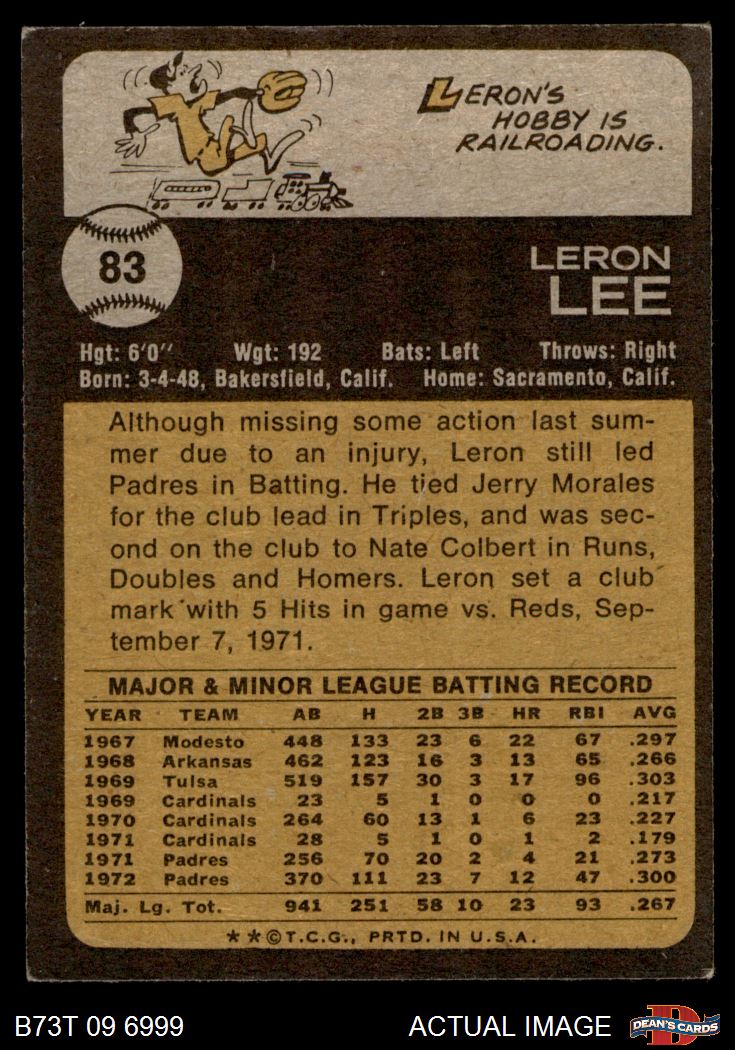 LERON'S
HOBBY IS
RAILROADING.
83
LERON
LEE
Hgt: 6'0" Wgt: 192 Bats: Left Throws: Right
Born: 3-4-48, Bakersfield, Calif. Home: Sacramento, Calif.
Although missing some action last sum-
mer due to an injury, Leron still led
Padres in Batting. He tied Jerry Morales
for the club lead in Triples, and was sec-
ond on the club to Nate Colbert in Runs,
Doubles and Homers. Leron set a club
mark with 5 Hits in game vs. Reds, Sep-
tember 7, 1971.
MAJOR & MINOR LEAGUE BATTING RECORD
YEAR TEAM AB H 2B 3B HR RBI AVG
1967 Modesto 448 133 23 6 22 67 .297
1968 Arkansas 462 123 16 3 13 65 .266
1969 Tulsa 519 157 30 3 17 96 .303
1969 Cardinals 23 5 1 0 0 0 .217
1970 Cardinals 264 60 13 1 6 23 .227
1971 Cardinals 28 5 1 0 1 2 .179
1971 Padres 256 70 20 2 4 21 .273
1972 Padres 370 111 23 7 12 47 .300
Maj. Lg. Tot. 941 251 58 10 23 93 .267
★★©T.C.G., PRTD. IN U.S.A.
B73T 09 6999 ACTUAL IMAGE D DEAN'S CARDS